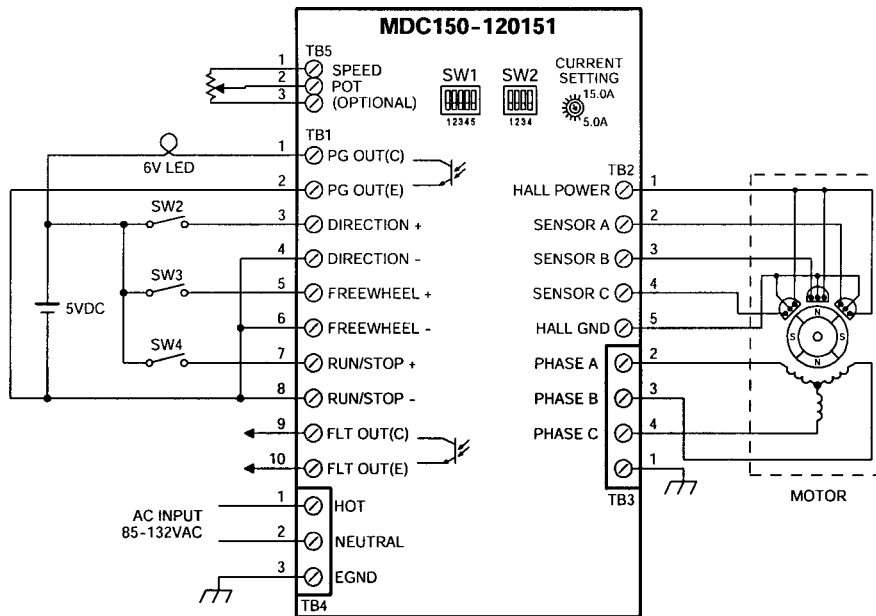 MDC150-120151
TB5
1 SPEED
2 POT
3 (OPTIONAL)
SW1
12345
SW2
1234
CURRENT
SETTING
15.0A
5.0A
TB1
6V LED
1 PG OUT(C)
2 PG OUT(E)
SW2
3 DIRECTION +
4 DIRECTION -
SW3
5 FREEWHEEL +
5VDC
6 FREEWHEEL -
SW4
7 RUN/STOP +
8 RUN/STOP -
9 FLT OUT(C)
10 FLT OUT(E)
AC INPUT
85-132VAC
1 HOT
2 NEUTRAL
3 EGND
TB4
TB2
HALL POWER 1
SENSOR A 2
SENSOR B 3
SENSOR C 4
HALL GND 5
PHASE A 2
PHASE B 3
PHASE C 4
1
TB3
N
S
S
N
MOTOR